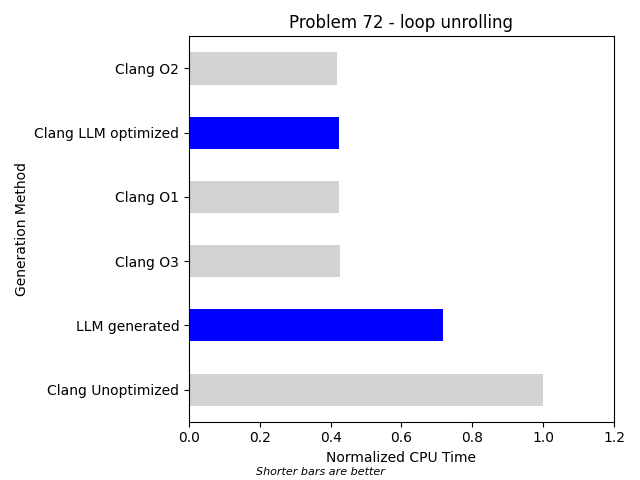 Problem 72 - loop unrolling
Clang O2
Clang LLM optimized
Clang O1
Clang O3
LLM generated
Clang Unoptimized
Generation Method
0.0 0.2 0.4 0.6 0.8 1.0 1.2
Normalized CPU Time
Shorter bars are better